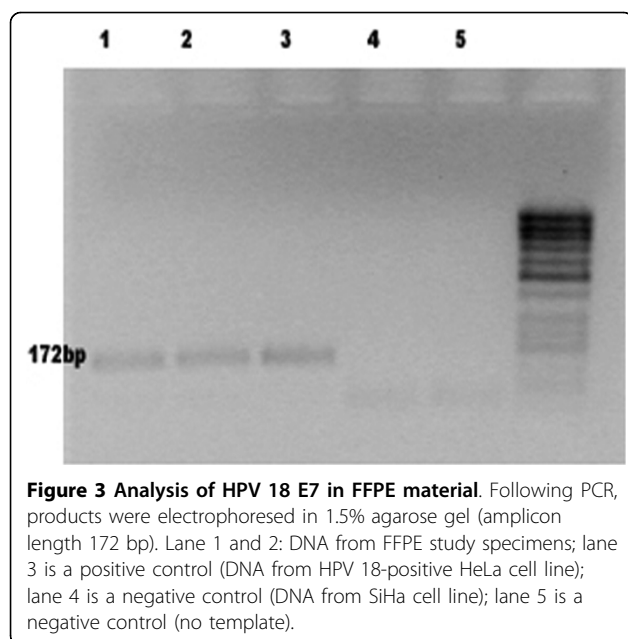 1 2 3 4 5
172bp
Figure 3 Analysis of HPV 18 E7 in FFPE material. Following PCR,
products were electrophoresed in 1.5% agarose gel (amplicon
length 172 bp). Lane 1 and 2: DNA from FFPE study specimens; lane
3 is a positive control (DNA from HPV 18-positive HeLa cell line);
lane 4 is a negative control (DNA from SiHa cell line); lane 5 is a
negative control (no template).